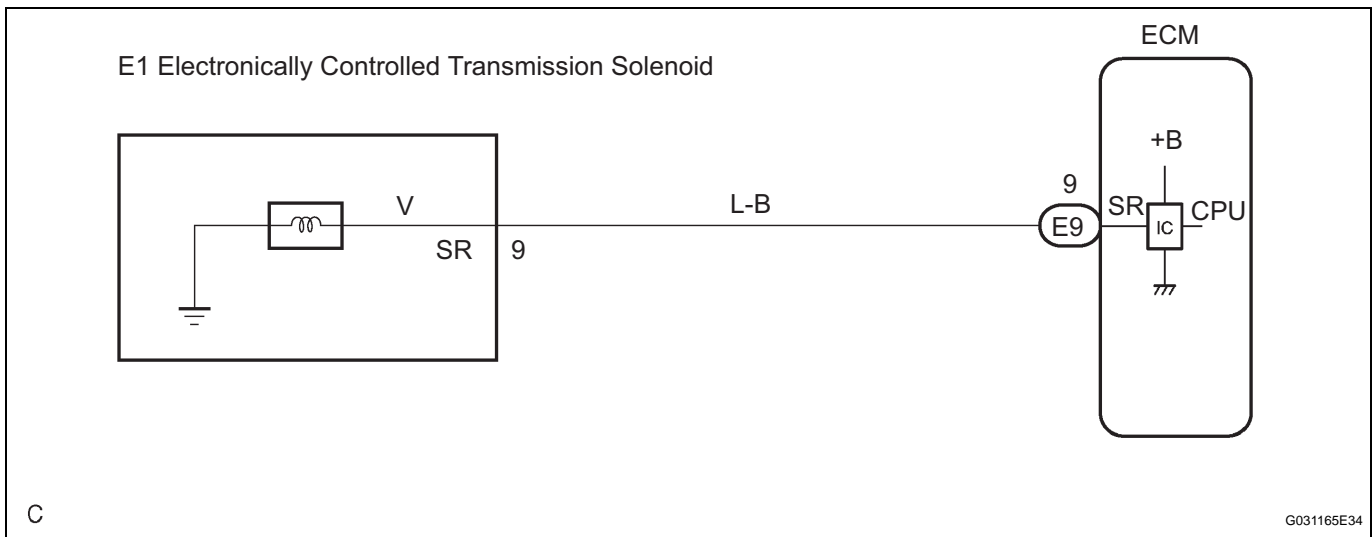 ECM
E1 Electronically Controlled Transmission Solenoid
+B
9
V
L-B
SR
CPU
E9
IC
SR
9
C
G031165E34